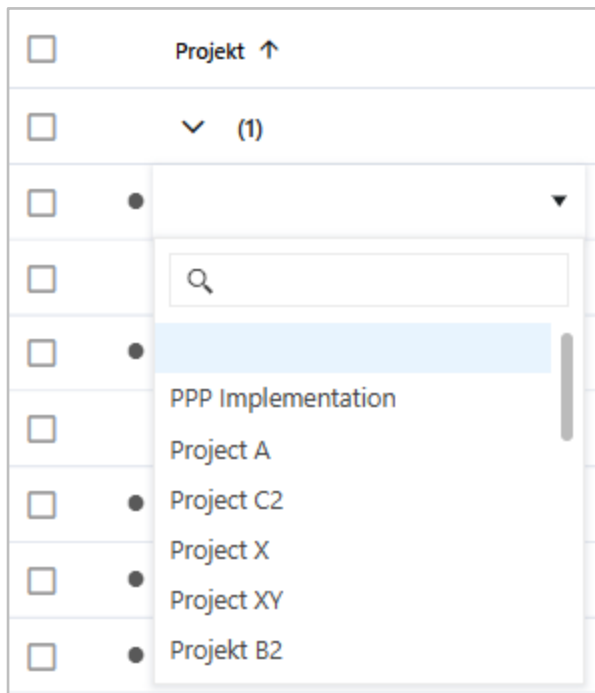 Projekt ↑
(1)
PPP Implementation
Project A
Project C2
Project X
Project XY
Projekt B2